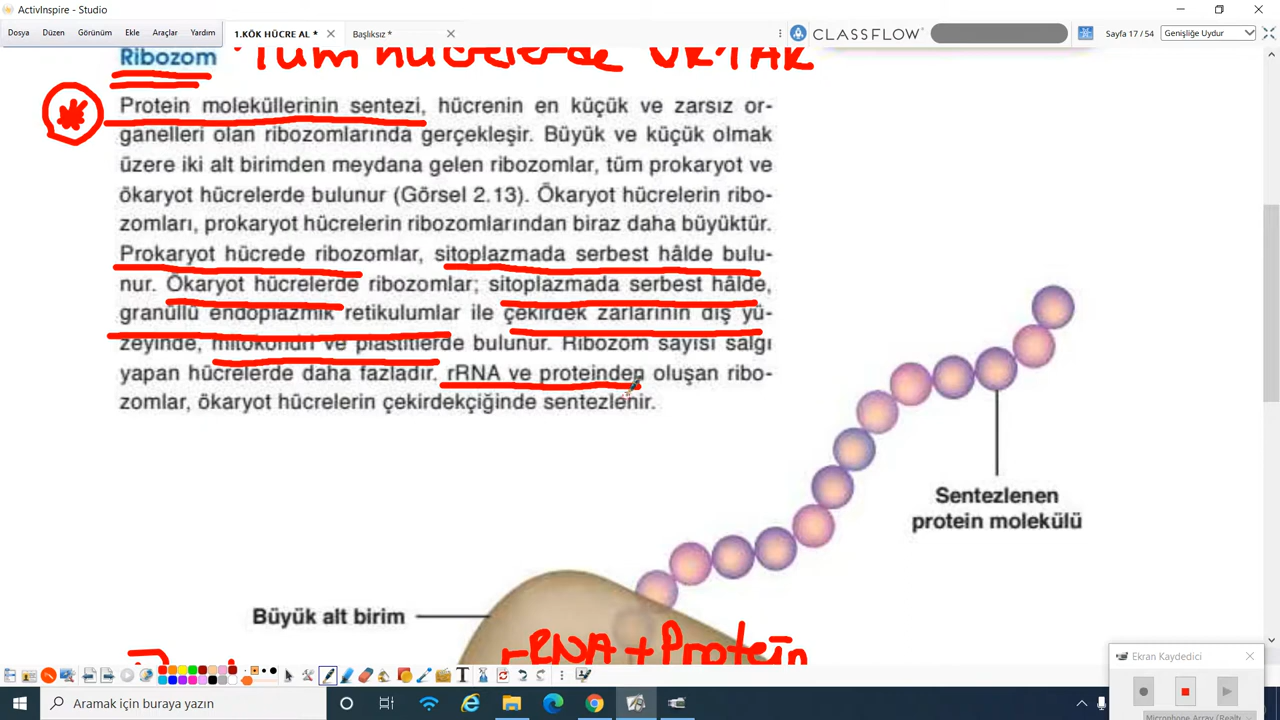 ActivInspire - Studio
Dosya Düzen Görünüm Ekle Araçlar Yardım
1.KÖK HÜCRE AL *
Başlıksız *
CLASSFLOW
Sayfa 17 / 54
Genişliğe Uydur
Ribozom * Tüm hücrelerde ORTAK
Protein moleküllerinin sentezi, hücrenin en küçük ve zarsız or-
ganelleri olan ribozomlarında gerçekleşir. Büyük ve küçük olmak
üzere iki alt birimden meydana gelen ribozomlar, tüm prokaryot ve
ökaryot hücrelerde bulunur (Görsel 2.13). Ökaryot hücrelerin ribo-
zomları, prokaryot hücrelerin ribozomlarından biraz daha büyüktür.
Prokaryot hücrede ribozomlar, sitoplazmada serbest hâlde bulu-
nur. Ökaryot hücrelerde ribozomlar; sitoplazmada serbest hâlde,
granüllü endoplazmik retikulumlar ile çekirdek zarlarının dış yü-
zeyinde, mitokondri ve plastitlerde bulunur. Ribozom sayısı salgı
yapan hücrelerde daha fazladır. rRNA ve proteinden oluşan ribo-
zomlar, ökaryot hücrelerin çekirdekçiğinde sentezlenir.
Sentezlenen
protein molekülü
Büyük alt birim
rRNA + Protein
Ekran Kaydedici
Aramak için buraya yazın